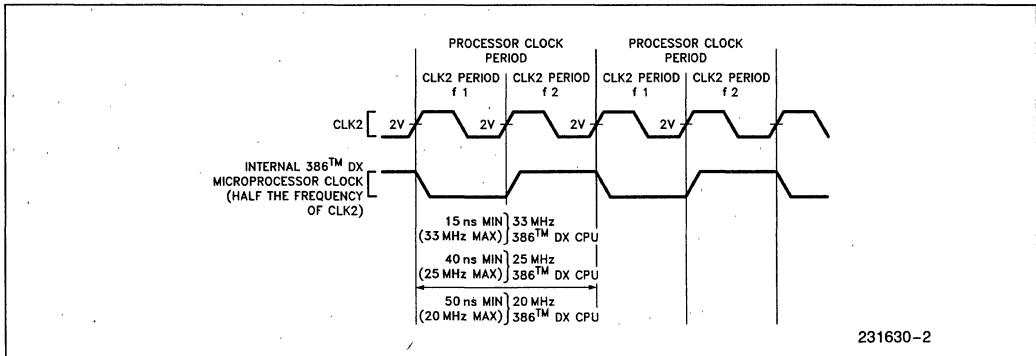 PROCESSOR CLOCK PERIOD
PROCESSOR CLOCK PERIOD
CLK2 PERIOD f 1
CLK2 PERIOD f 2
CLK2 PERIOD f 1
CLK2 PERIOD f 2
CLK2
2V
2V
2V
INTERNAL 386™ DX
MICROPROCESSOR CLOCK
(HALF THE FREQUENCY
OF CLK2)
15 ns MIN 33 MHz
(33 MHz MAX) 386™ DX CPU
40 ns MIN 25 MHz
(25 MHz MAX) 386™ DX CPU
50 ns MIN 20 MHz
(20 MHz MAX) 386™ DX CPU
231630-2